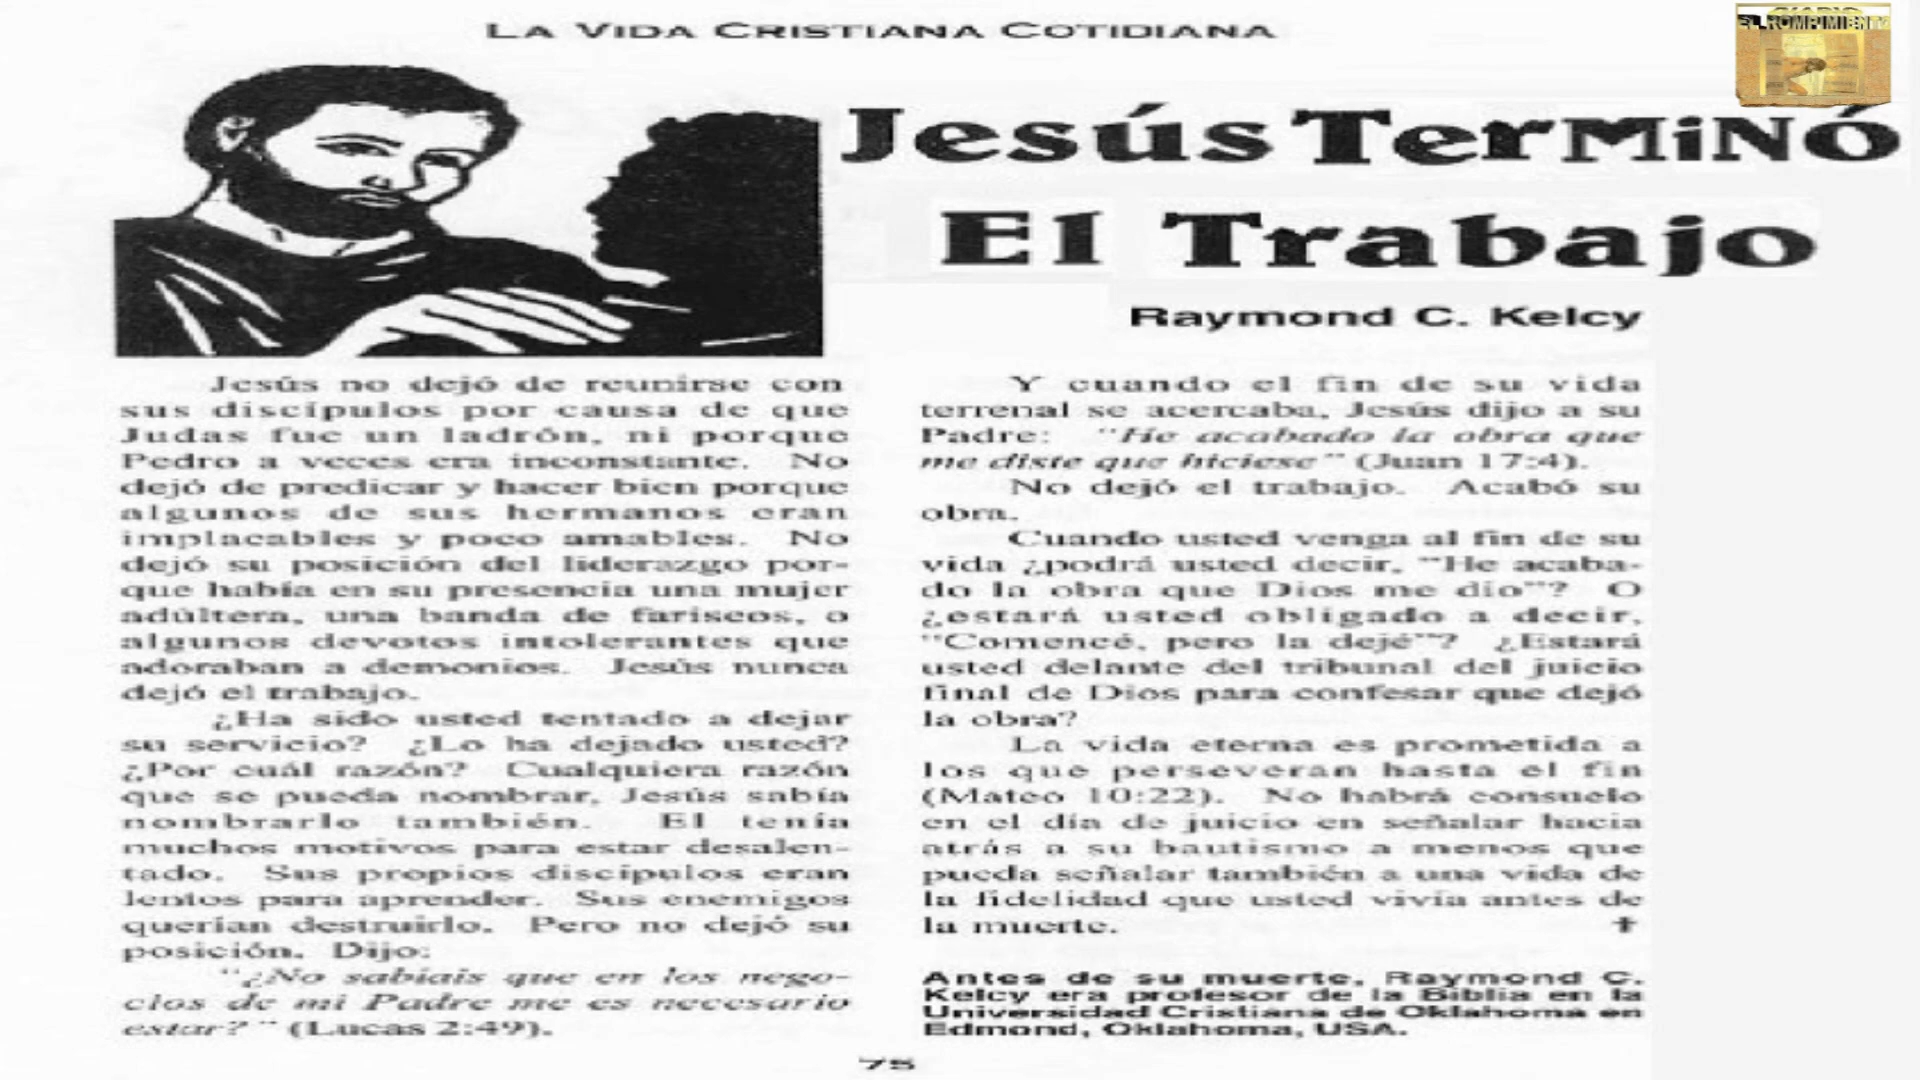 LA VIDA CRISTIANA COTIDIANA
EL ROMPIMIENTO
Jesús TerMiNÓ
El Trabajo
Raymond C. Kelcy
Jesús no dejó de reunirse con
sus discípulos por causa de que
Judas fue un ladrón, ni porque
Pedro a veces era inconstante. No
dejó de predicar y hacer bien porque
algunos de sus hermanos eran
implacables y poco amables. No
dejó su posición del liderazgo por-
que había en su presencia una mujer
adúltera, una banda de fariseos, o
algunos devotos intolerantes que
adoraban a demonios. Jesús nunca
dejó el trabajo.
¿Ha sido usted tentado a dejar
su servicio? ¿Lo ha dejado usted?
¿Por cuál razón? Cualquiera razón
que se pueda nombrar, Jesús sabía
nombrarlo también. El tenía
muchos motivos para estar desalen-
tado. Sus propios discípulos eran
lentos para aprender. Sus enemigos
querían destruirlo. Pero no dejó su
posición. Dijo:
"¿No sabíais que en los nego-
cios de mi Padre me es necesario
estar?" (Lucas 2:49).
Y cuando el fin de su vida
terrenal se acercaba, Jesús dijo a su
Padre: "He acabado la obra que
me diste que hiciese" (Juan 17:4).
No dejó el trabajo. Acabó su
obra.
Cuando usted venga al fin de su
vida ¿podrá usted decir, "He acaba-
do la obra que Dios me dio"? O
¿estará usted obligado a decir,
"Comencé, pero la dejé"? ¿Estará
usted delante del tribunal del juicio
final de Dios para confesar que dejó
la obra?
La vida eterna es prometida a
los que perseveran hasta el fin
(Mateo 10:22). No habrá consuelo
en el día de juicio en señalar hacia
atrás a su bautismo a menos que
pueda señalar también a una vida de
la fidelidad que usted vivía antes de
la muerte. ✝
Antes de su muerte, Raymond C.
Kelcy era profesor de la Biblia en la
Universidad Cristiana de Oklahoma en
Edmond, Oklahoma, USA.
75